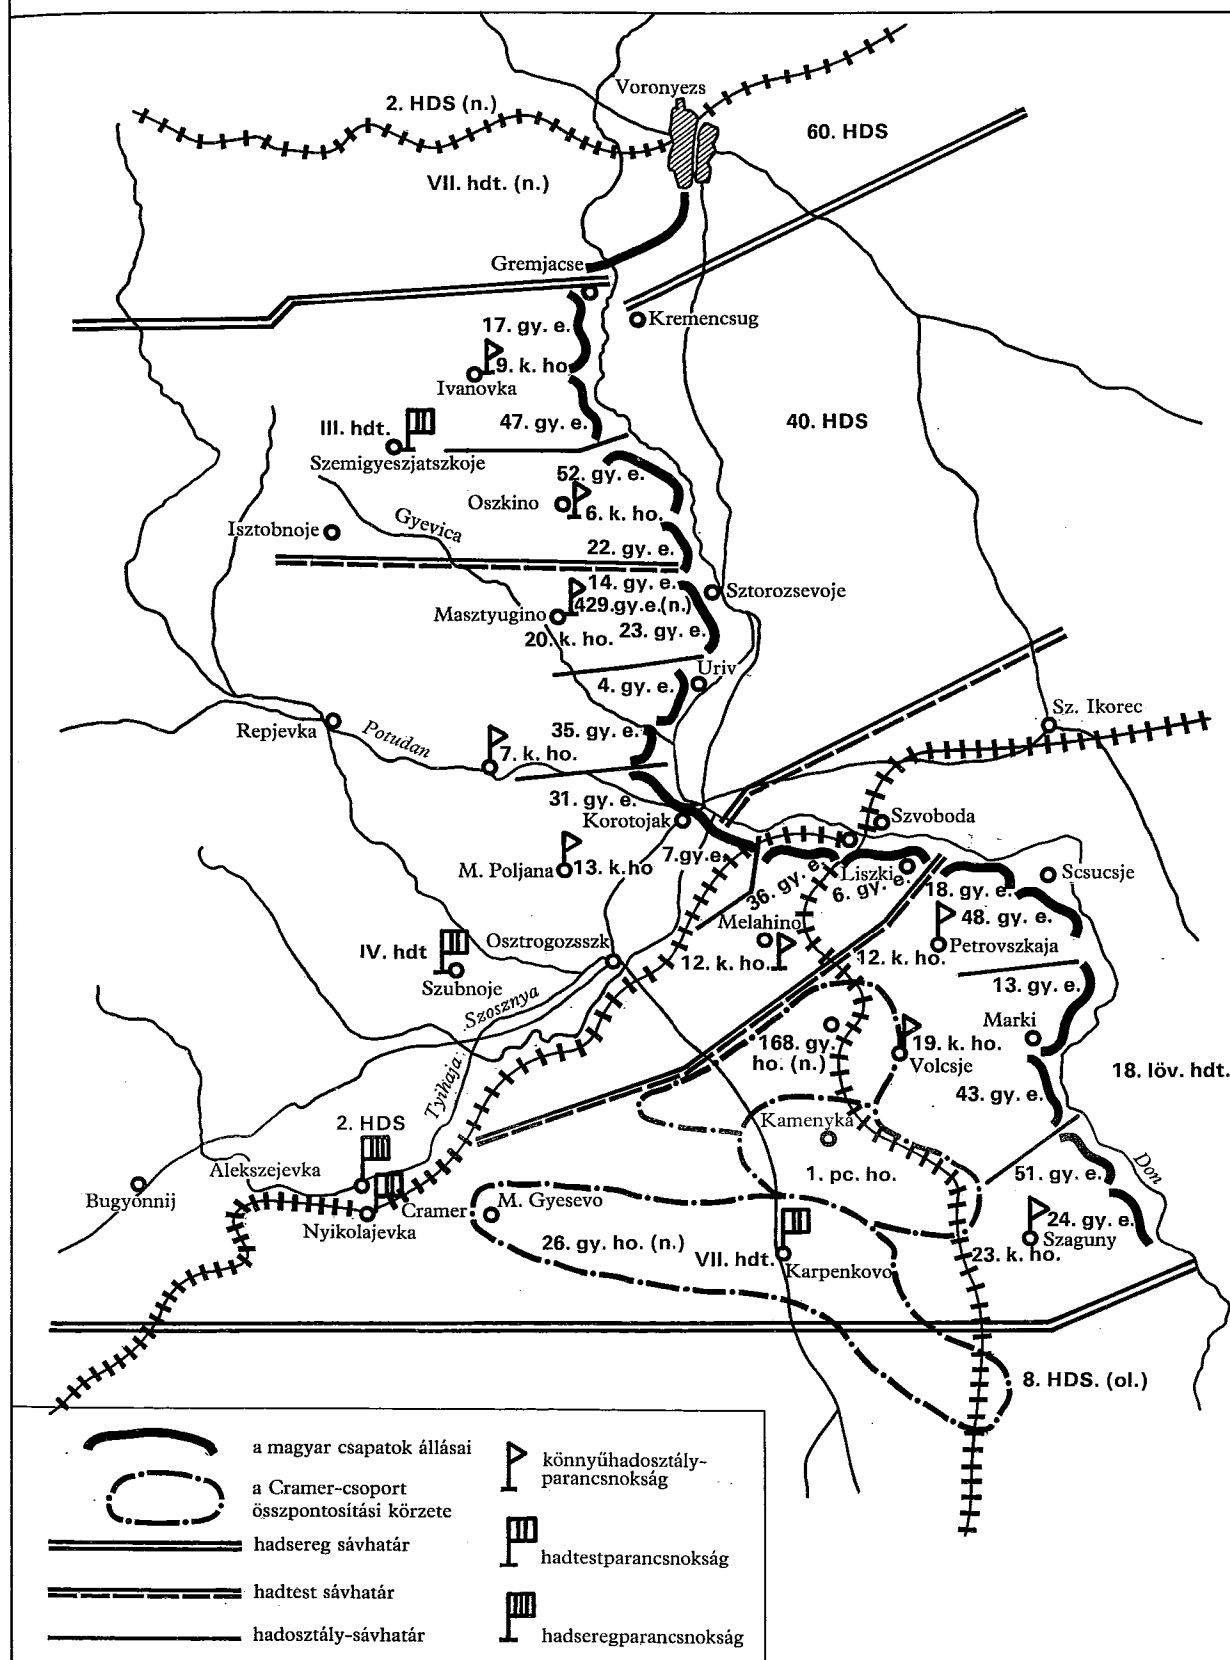 Voronyezs
2. HDS (n.)
60. HDS
VII. hdt. (n.)
Gremjacse
Kremencsug
17. gy. e.
9. k. ho
Ivanovka
47. gy. e.
40. HDS
III. hdt.
Szemigyeszjatszkoje
52. gy. e.
Oszkino
6. k. ho.
Gyevica
Isztobnoje
22. gy. e.
14. gy. e.
Sztorozsevoje
429.gy.e.(n.)
Masztyugino
23. gy. e.
20. k. ho.
Uriv
4. gy. e.
Sz. Ikorec
35. gy. e.
Repjevka
Potudan
7. k. ho.
31. gy. e.
Korotojak
Szvoboda
7.gy.e.
M. Poljana
13. k.ho
36. gy. e.
Liszki
6. gy. e.
18. gy. e.
Scsucsje
48. gy. e.
Melahino
Petrovszkaja
Osztrogozsszk
IV. hdt
12. k. ho.
12. k. ho.
Szubnoje
13. gy. e.
Szosznya
Marki
168. gy.
ho. (n.)
19. k. ho.
Volcsje
18. löv. hdt.
Tyihaja
43. gy. e.
2. HDS
Kamenyka
Alekszejevka
1. pc. ho.
51. gy. e.
Don
Bugyonnij
Cramer
M. Gyesevo
Nyikolajevka
24. gy. e.
Szaguny
26. gy. ho. (n.)
VII. hdt.
23. k. ho.
Karpenkovo
8. HDS. (ol.)
a magyar csapatok állásai
a Cramer-csoport
összpontosítási körzete
hadsereg sávhatár
hadtest sávhatár
hadosztály-sávhatár
könnyűhadosztály-
parancsnokság
hadtestparancsnokság
hadseregparancsnokság